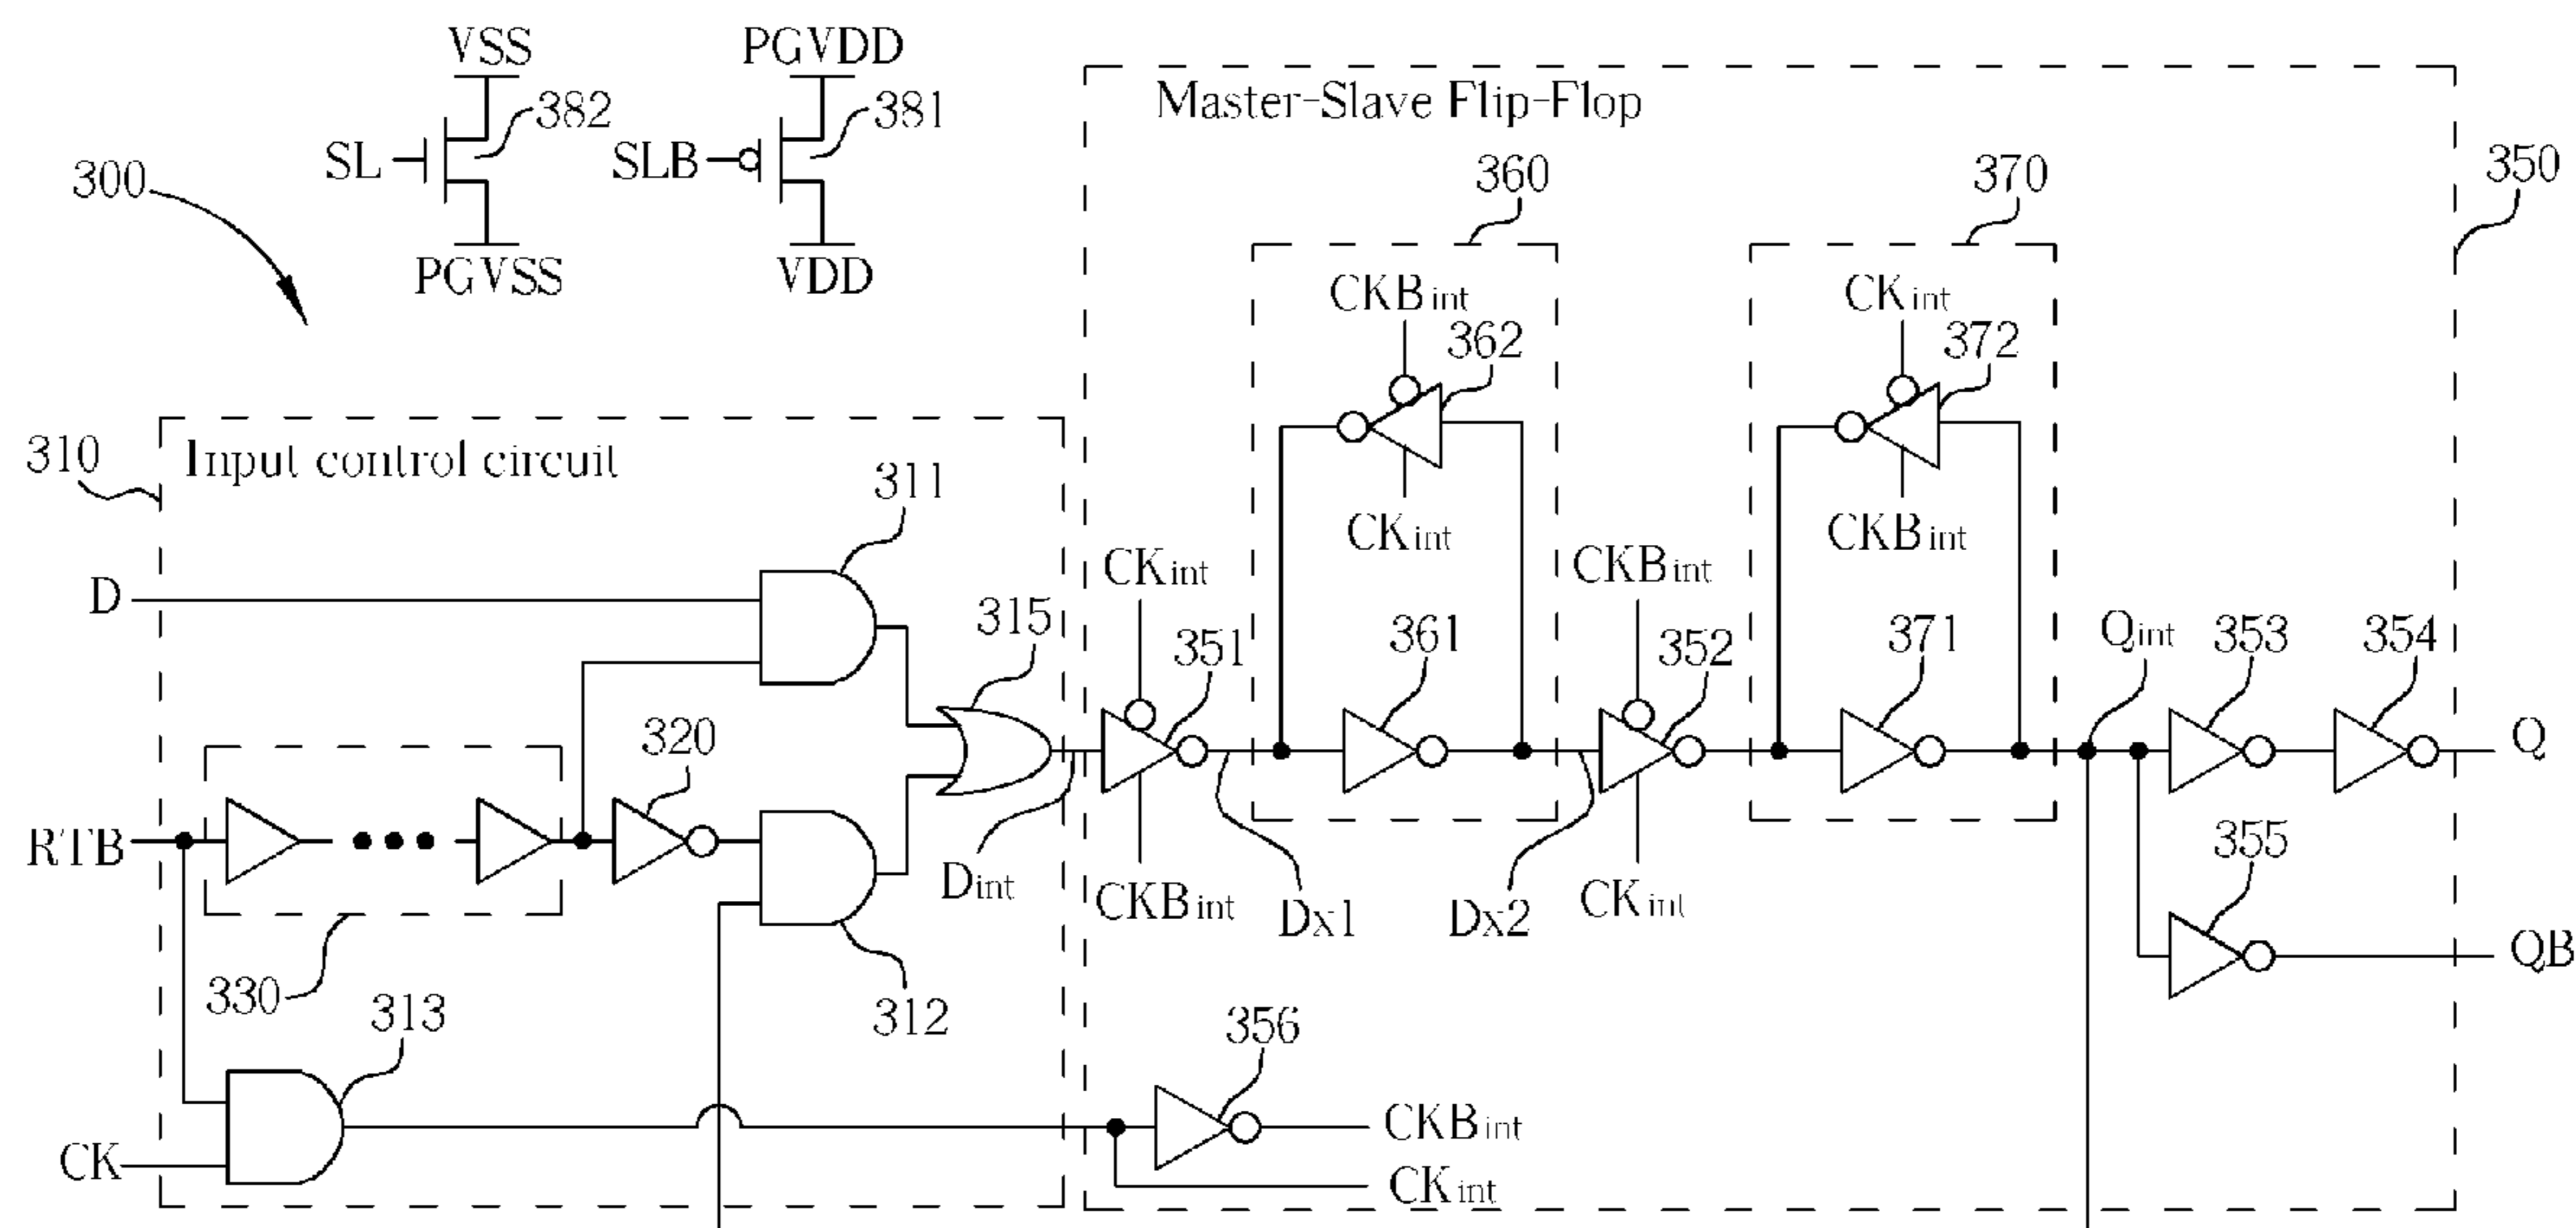 VSS
PGVDD
382
381
SL
SLB
PGVSS
VDD
300
Master-Slave Flip-Flop
350
360
370
CKBint
CKint
362
372
CKint
CKBint
310
Input control circuit
311
D
CKint
CKBint
315
351
361
352
371
Qint
353
354
Q
320
RTB
Dint
CKBint
Dx1
Dx2
CKint
355
QB
330
312
313
356
CK
CKBint
CKint